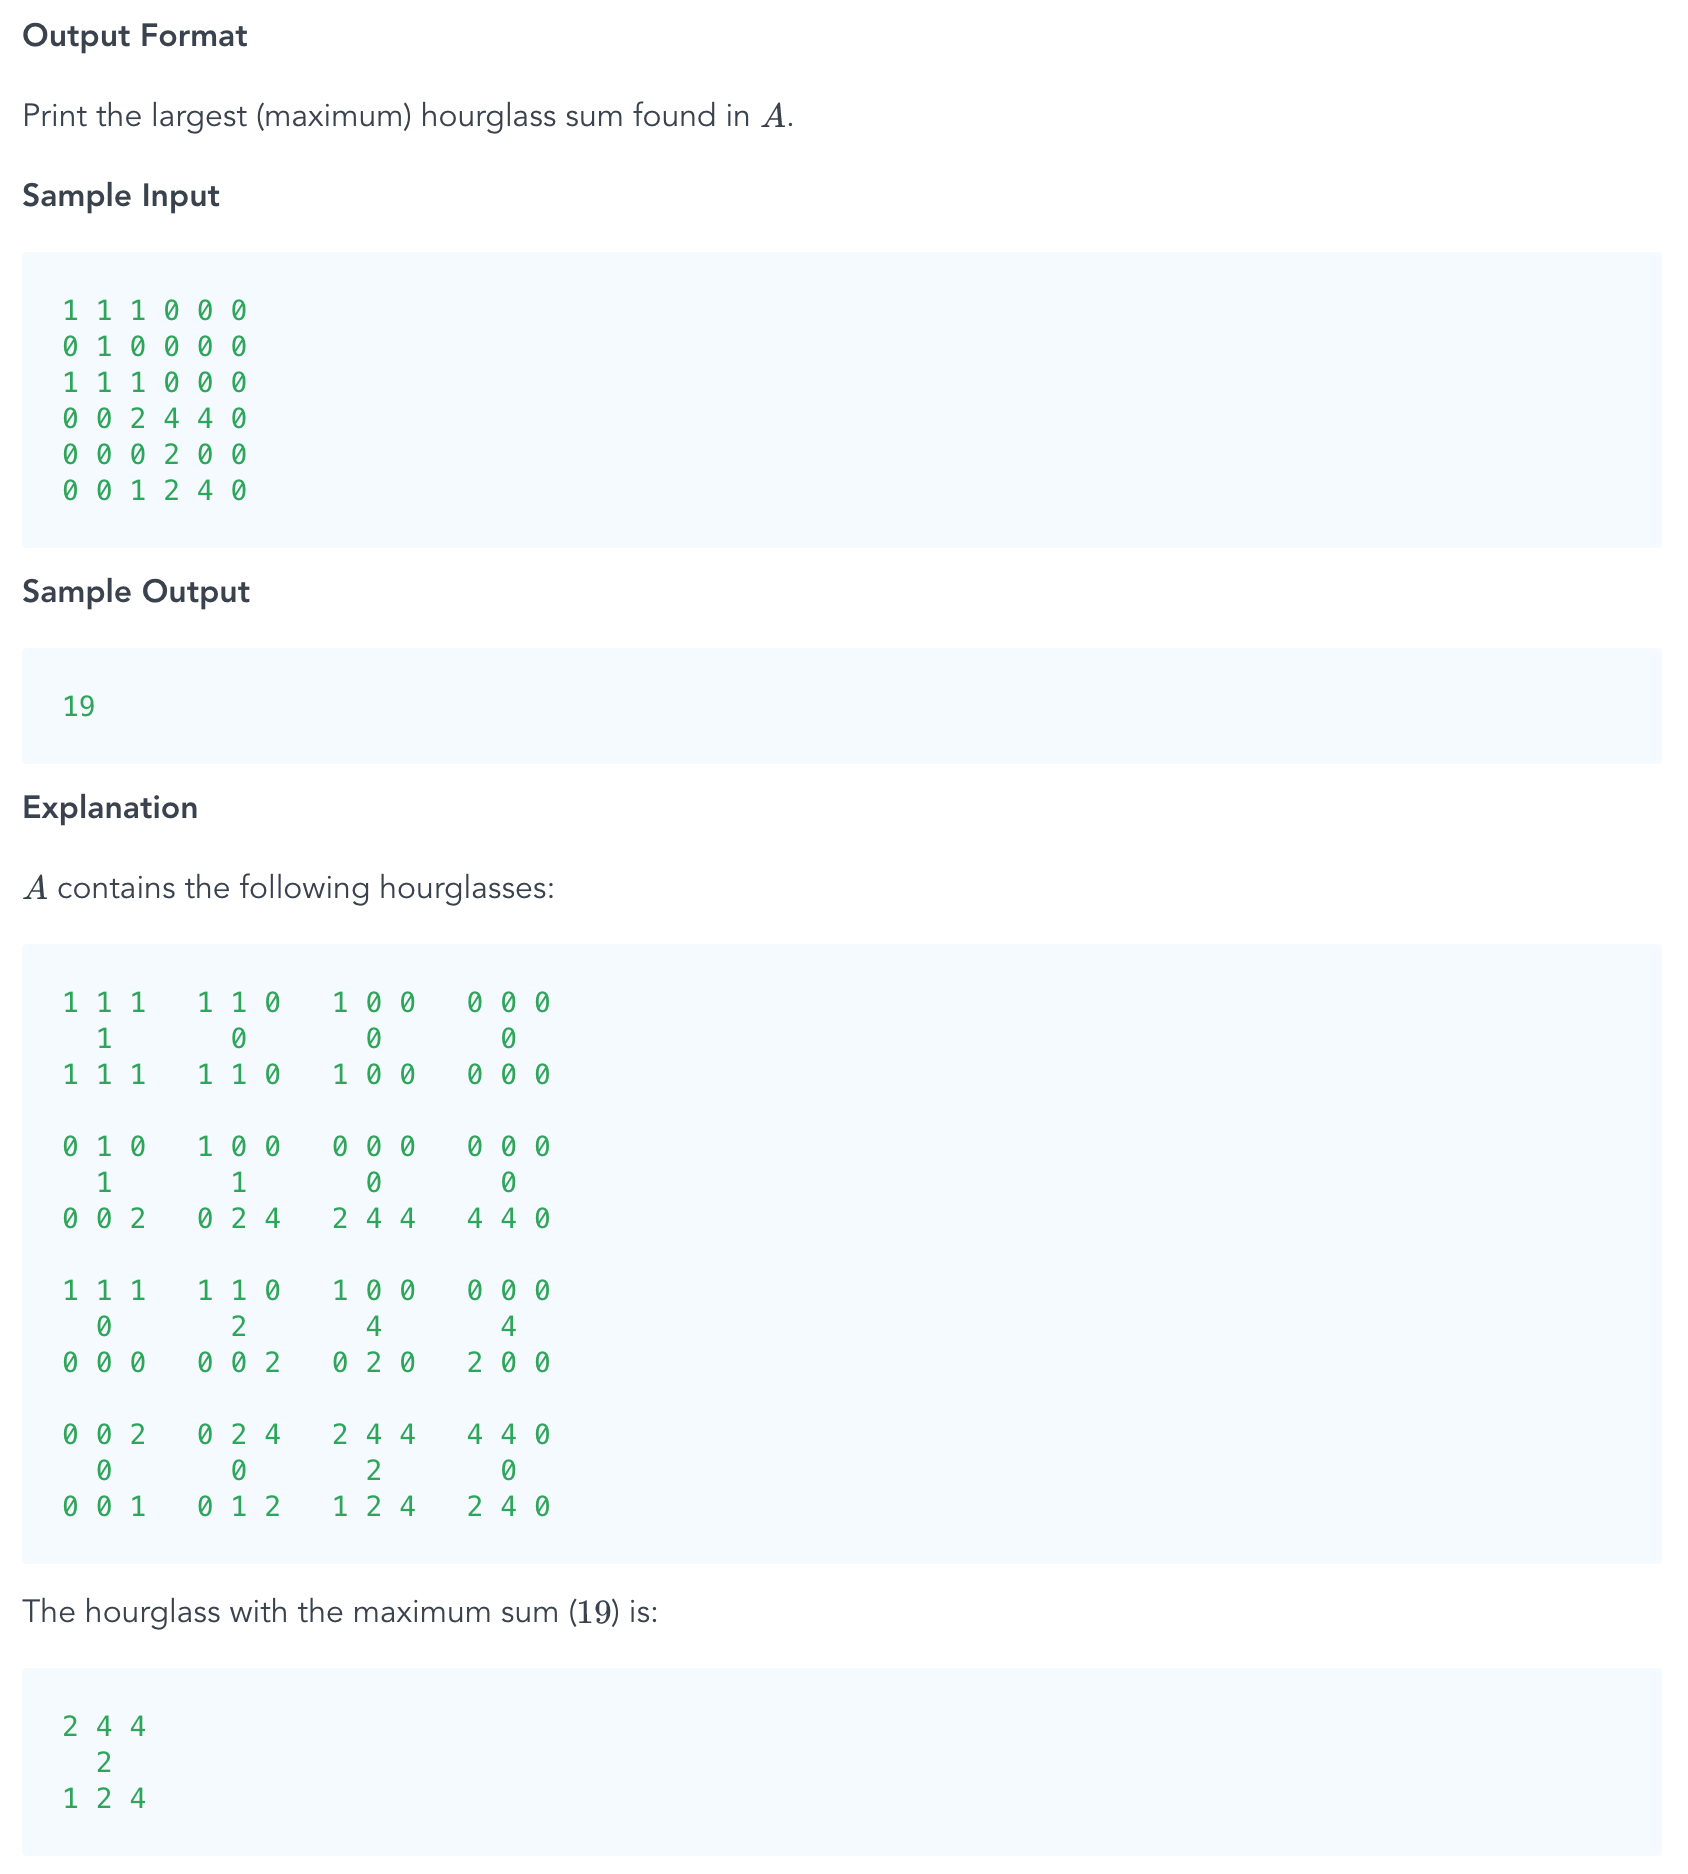 Output Format
Print the largest (maximum) hourglass sum found in A.
Sample Input
1 1 1 0 0 0
0 1 0 0 0 0
1 1 1 0 0 0
0 0 2 4 4 0
0 0 0 2 0 0
0 0 1 2 4 0
Sample Output
19
Explanation
A contains the following hourglasses:
1 1 1   1 1 0   1 0 0   0 0 0
  1       0       0       0
1 1 1   1 1 0   1 0 0   0 0 0
0 1 0   1 0 0   0 0 0   0 0 0
  1       1       0       0
0 0 2   0 2 4   2 4 4   4 4 0
1 1 1   1 1 0   1 0 0   0 0 0
  0       2       4       4
0 0 0   0 0 2   0 2 0   2 0 0
0 0 2   0 2 4   2 4 4   4 4 0
  0       0       2       0
0 0 1   0 1 2   1 2 4   2 4 0
The hourglass with the maximum sum (19) is:
2 4 4
  2
1 2 4